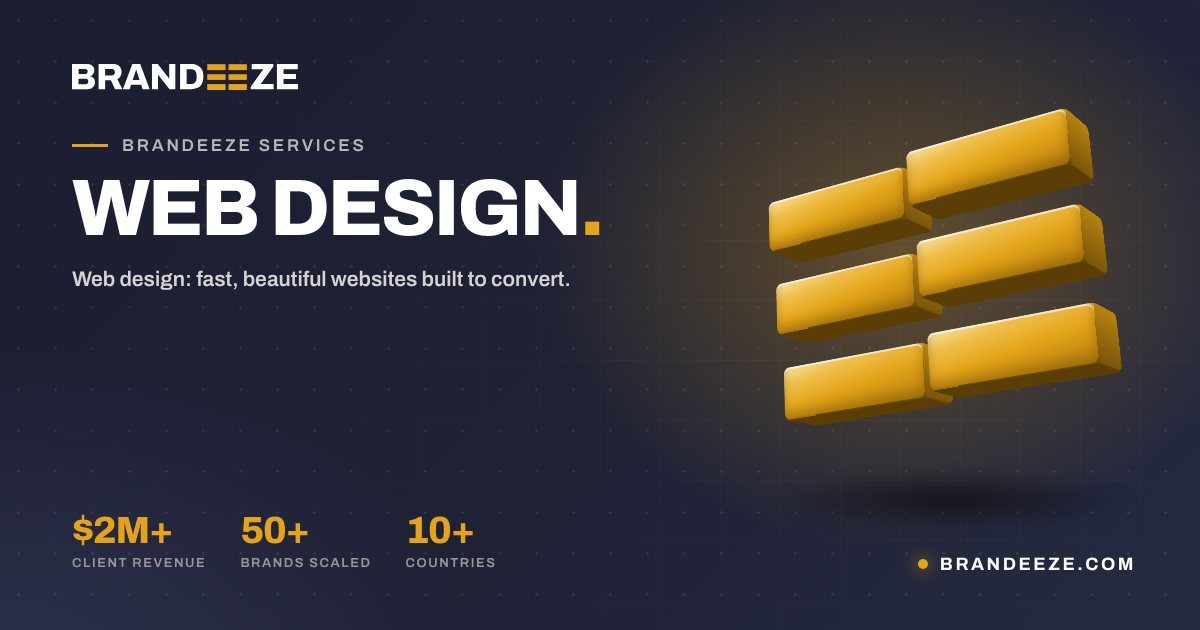 BRANDEEZE
BRANDEEZE SERVICES
WEB DESIGN.
Web design: fast, beautiful websites built to convert.
$2M+ 50+ 10+
CLIENT REVENUE BRANDS SCALED COUNTRIES
BRANDEEZE.COM